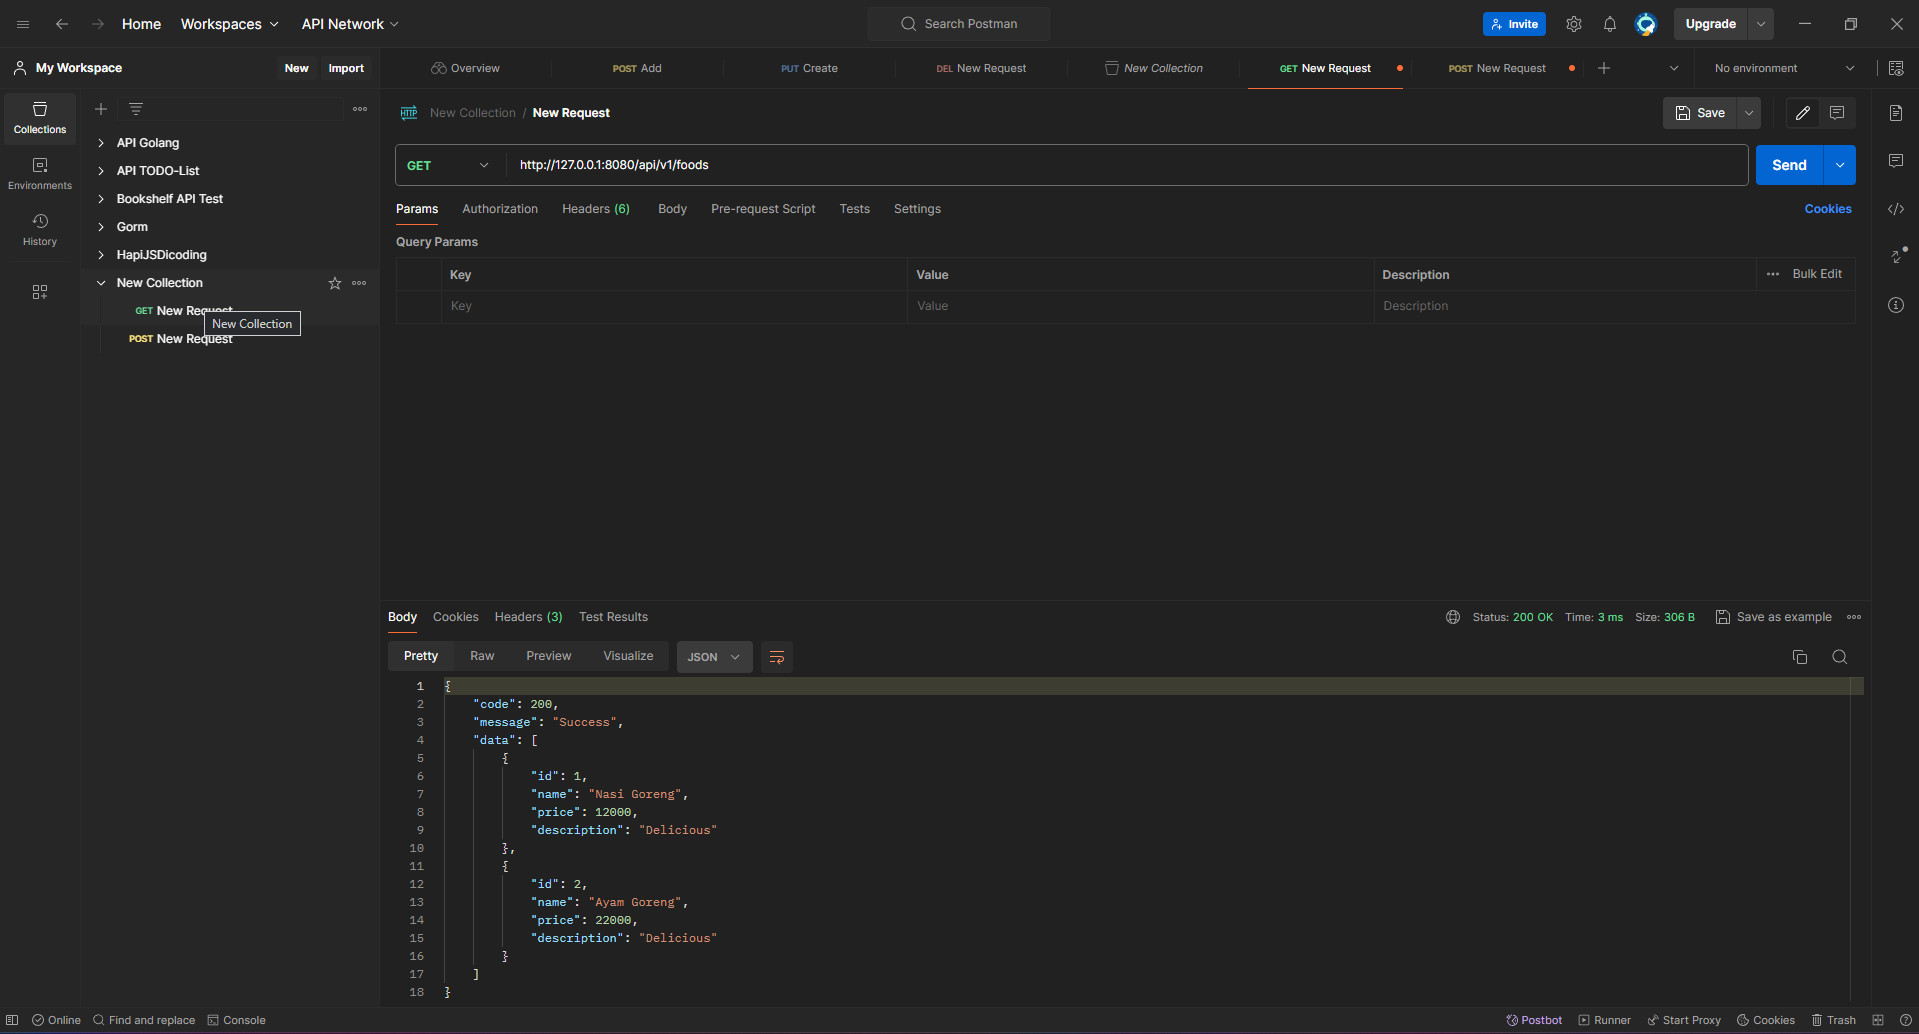 Home Workspaces API Network Search Postman Invite Upgrade
My Workspace New Import Overview POST Add PUT Create DEL New Request New Collection GET New Request POST New Request No environment
Collections
Environments
History
API Golang
API TODO-List
Bookshelf API Test
Gorm
HapiJSDicoding
New Collection
GET New Request
New Collection
POST New Request
HTTP New Collection / New Request Save
GET http://127.0.0.1:8080/api/v1/foods Send
Params Authorization Headers (6) Body Pre-request Script Tests Settings Cookies
Query Params
Key Value Description Bulk Edit
Key Value Description
Body Cookies Headers (3) Test Results Status: 200 OK Time: 3 ms Size: 306 B Save as example
Pretty Raw Preview Visualize JSON
1 {
2 "code": 200,
3 "message": "Success",
4 "data": [
5 {
6 "id": 1,
7 "name": "Nasi Goreng",
8 "price": 12000,
9 "description": "Delicious"
10 },
11 {
12 "id": 2,
13 "name": "Ayam Goreng",
14 "price": 22000,
15 "description": "Delicious"
16 }
17 ]
18 }
Online Find and replace Console Postbot Runner Start Proxy Cookies Trash